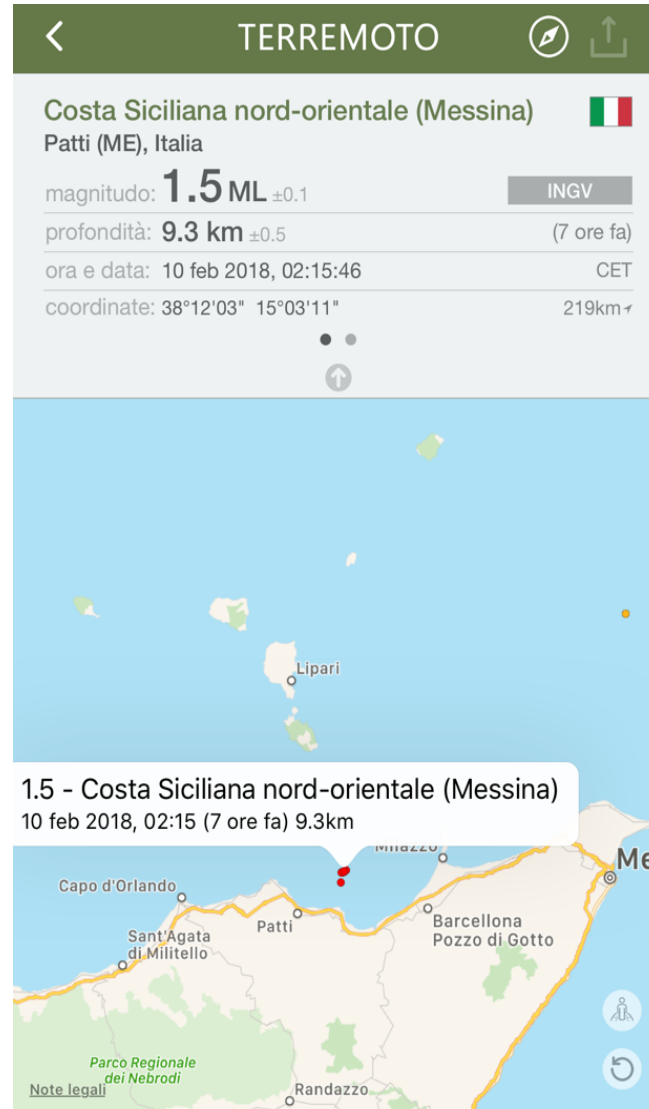 TERREMOTO
Costa Siciliana nord-orientale (Messina)
Patti (ME), Italia
magnitudo: 1.5 ML ±0.1 INGV
profondità: 9.3 km ±0.5 (7 ore fa)
ora e data: 10 feb 2018, 02:15:46 CET
coordinate: 38°12'03" 15°03'11" 219km
Lipari
1.5 - Costa Siciliana nord-orientale (Messina)
10 feb 2018, 02:15 (7 ore fa) 9.3km
Milazzo
Me
Capo d'Orlando
Patti
Barcellona
Pozzo di Gotto
Sant'Agata
di Militello
Parco Regionale
dei Nebrodi
Note legali
Randazzo